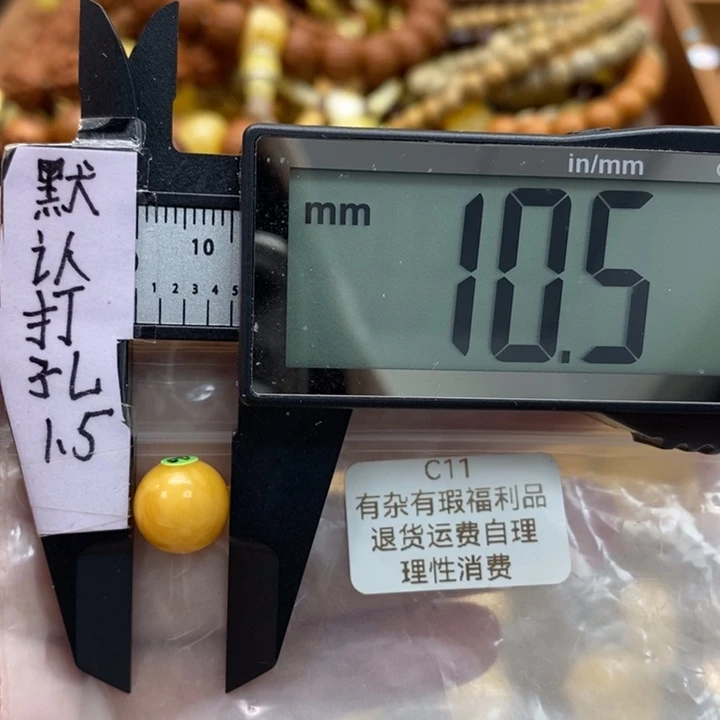 默
认
打
孔
1.5
in/mm
mm
10.5
10
1 2 3 4 5
C11
有杂有瑕福利品
退货运费自理
理性消费